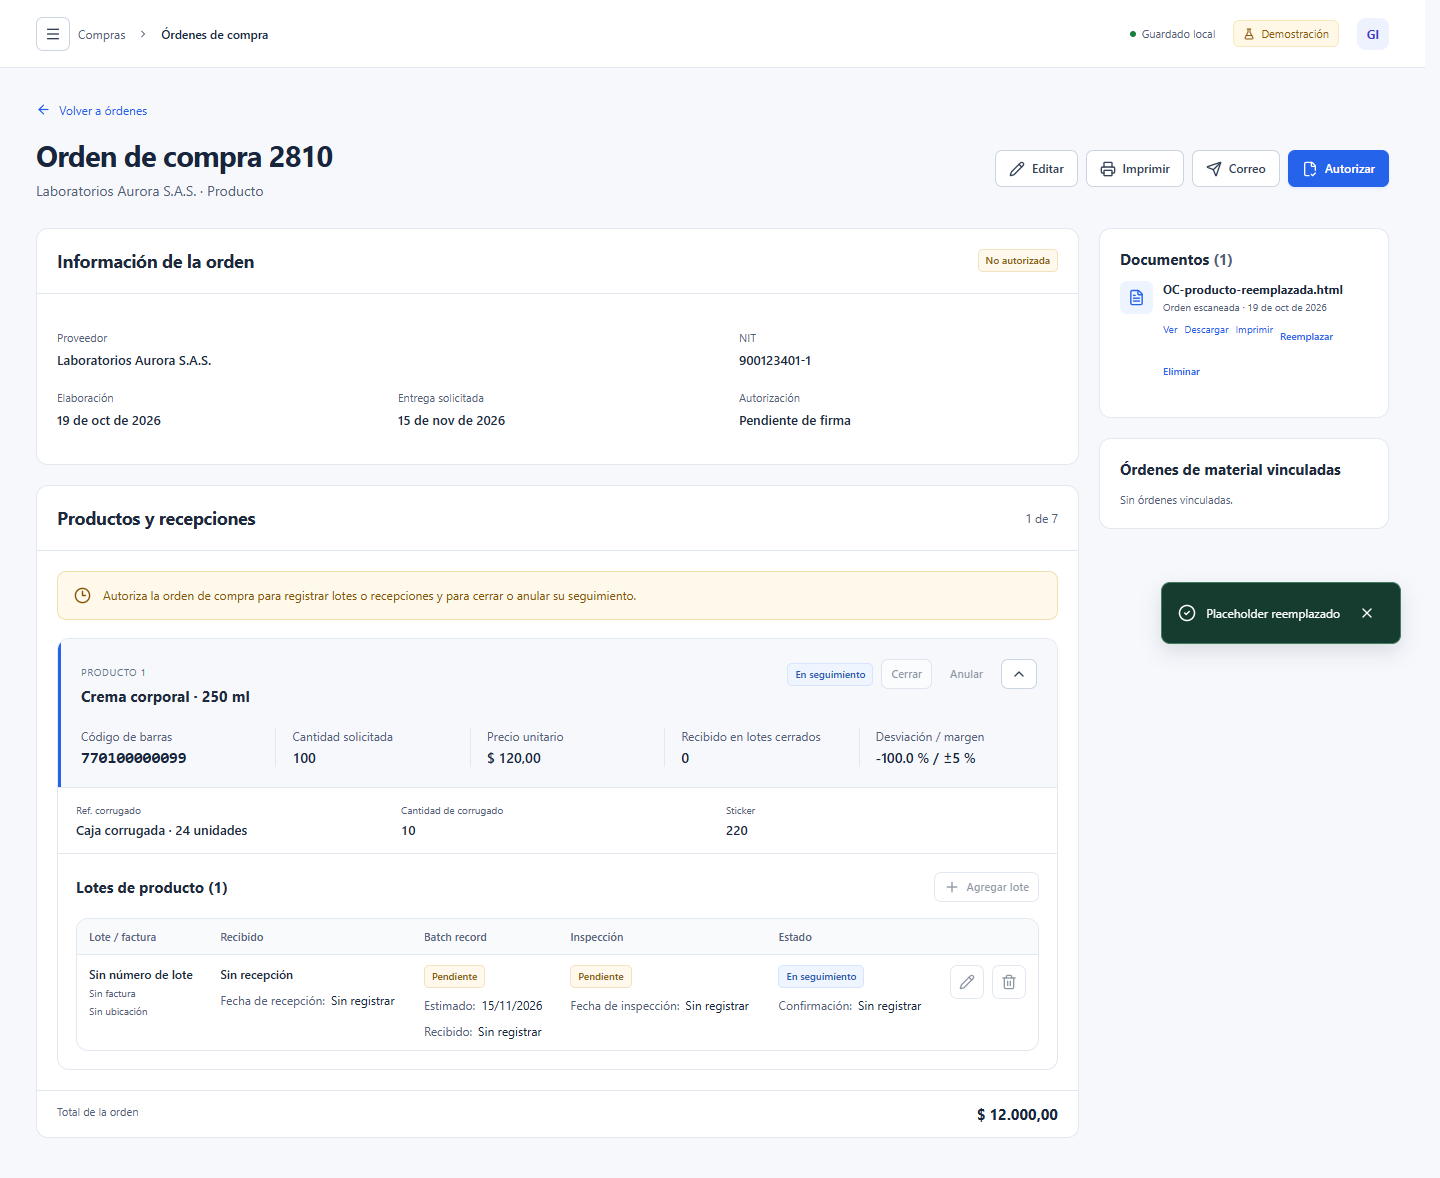 Compras
Órdenes de compra
Guardado local
Demostración
GI
Volver a órdenes
Orden de compra 2810
Laboratorios Aurora S.A.S. · Producto
Editar
Imprimir
Correo
Autorizar
Información de la orden
No autorizada
Proveedor
Laboratorios Aurora S.A.S.
NIT
900123401-1
Elaboración
19 de oct de 2026
Entrega solicitada
15 de nov de 2026
Autorización
Pendiente de firma
Documentos (1)
OC-producto-reemplazada.html
Orden escaneada · 19 de oct de 2026
Ver Descargar Imprimir Reemplazar
Eliminar
Órdenes de material vinculadas
Sin órdenes vinculadas.
Placeholder reemplazado
Productos y recepciones
1 de 7
Autoriza la orden de compra para registrar lotes o recepciones y para cerrar o anular su seguimiento.
PRODUCTO 1
Crema corporal · 250 ml
En seguimiento
Cerrar
Anular
Código de barras
770100000099
Cantidad solicitada
100
Precio unitario
$ 120,00
Recibido en lotes cerrados
0
Desviación / margen
-100.0 % / ±5 %
Ref. corrugado
Caja corrugada · 24 unidades
Cantidad de corrugado
10
Sticker
220
Lotes de producto (1)
Agregar lote
Lote / factura
Recibido
Batch record
Inspección
Estado
Sin número de lote
Sin factura
Sin ubicación
Sin recepción
Fecha de recepción: Sin registrar
Pendiente
Estimado: 15/11/2026
Recibido: Sin registrar
Pendiente
Fecha de inspección: Sin registrar
En seguimiento
Confirmación: Sin registrar
Total de la orden
$ 12.000,00